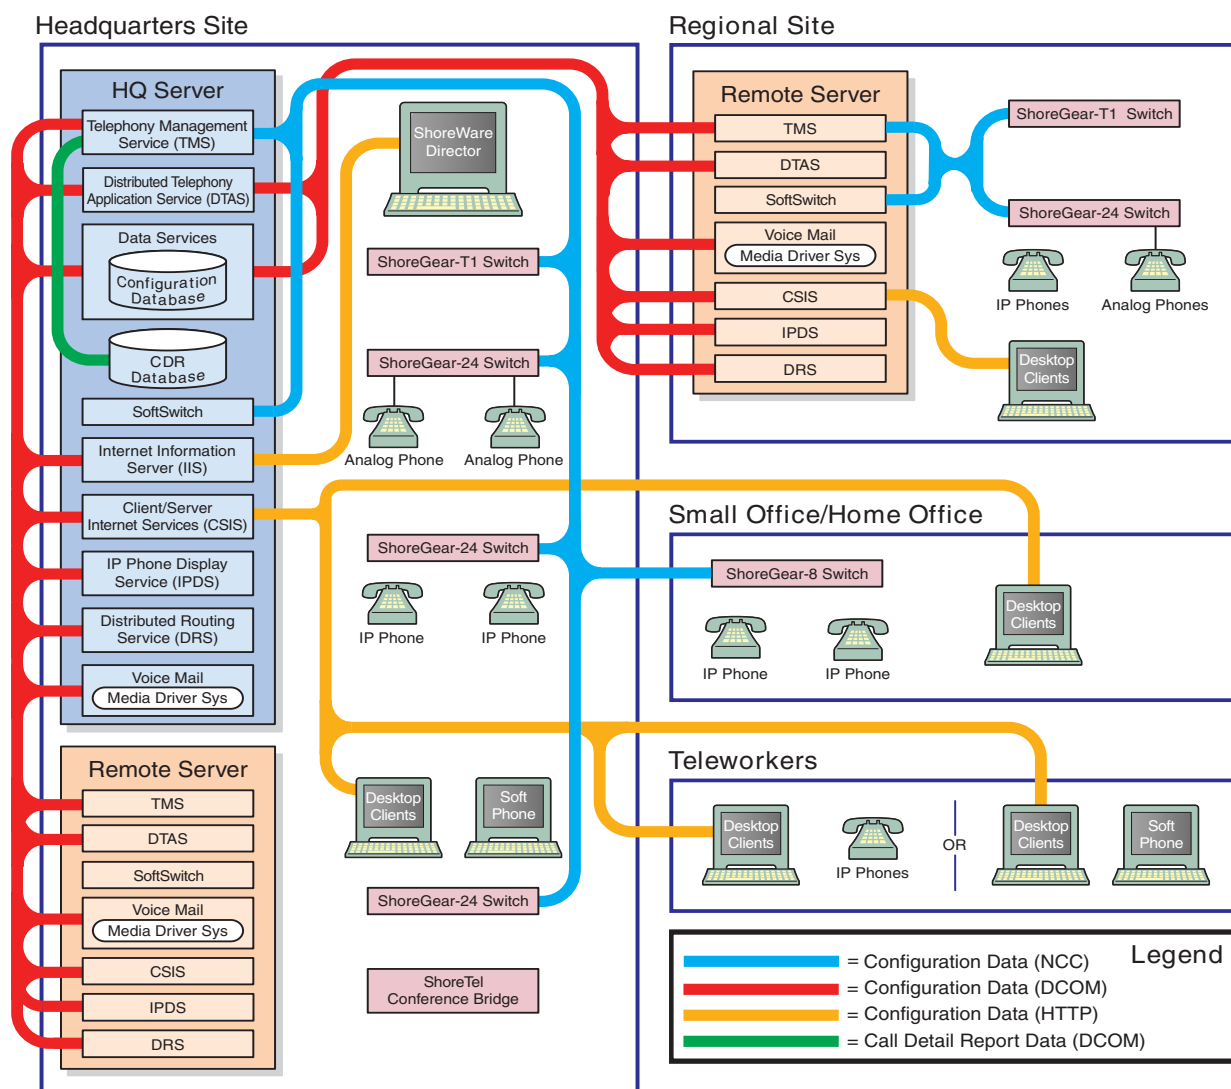 Headquarters Site
HQ Server
Telephony Management
Service (TMS)
Distributed Telephony
Application Service (DTAS)
Data Services
Configuration
Database
CDR
Database
SoftSwitch
Internet Information
Server (IIS)
Client/Server
Internet Services (CSIS)
IP Phone Display
Service (IPDS)
Distributed Routing
Service (DRS)
Voice Mail
Media Driver Sys
Remote Server
TMS
DTAS
SoftSwitch
Voice Mail
Media Driver Sys
CSIS
IPDS
DRS
ShoreWare
Director
ShoreGear-T1 Switch
ShoreGear-24 Switch
Analog Phone
Analog Phone
ShoreGear-24 Switch
IP Phone
IP Phone
Desktop
Clients
Soft
Phone
ShoreGear-24 Switch
ShoreTel
Conference Bridge
Regional Site
Remote Server
TMS
DTAS
SoftSwitch
Voice Mail
Media Driver Sys
CSIS
IPDS
DRS
ShoreGear-T1 Switch
ShoreGear-24 Switch
IP Phones
Analog Phones
Desktop
Clients
Small Office/Home Office
ShoreGear-8 Switch
IP Phone
IP Phone
Desktop
Clients
Teleworkers
Desktop
Clients
IP Phones
OR
Desktop
Clients
Soft
Phone
Legend
= Configuration Data (NCC)
= Configuration Data (DCOM)
= Configuration Data (HTTP)
= Call Detail Report Data (DCOM)